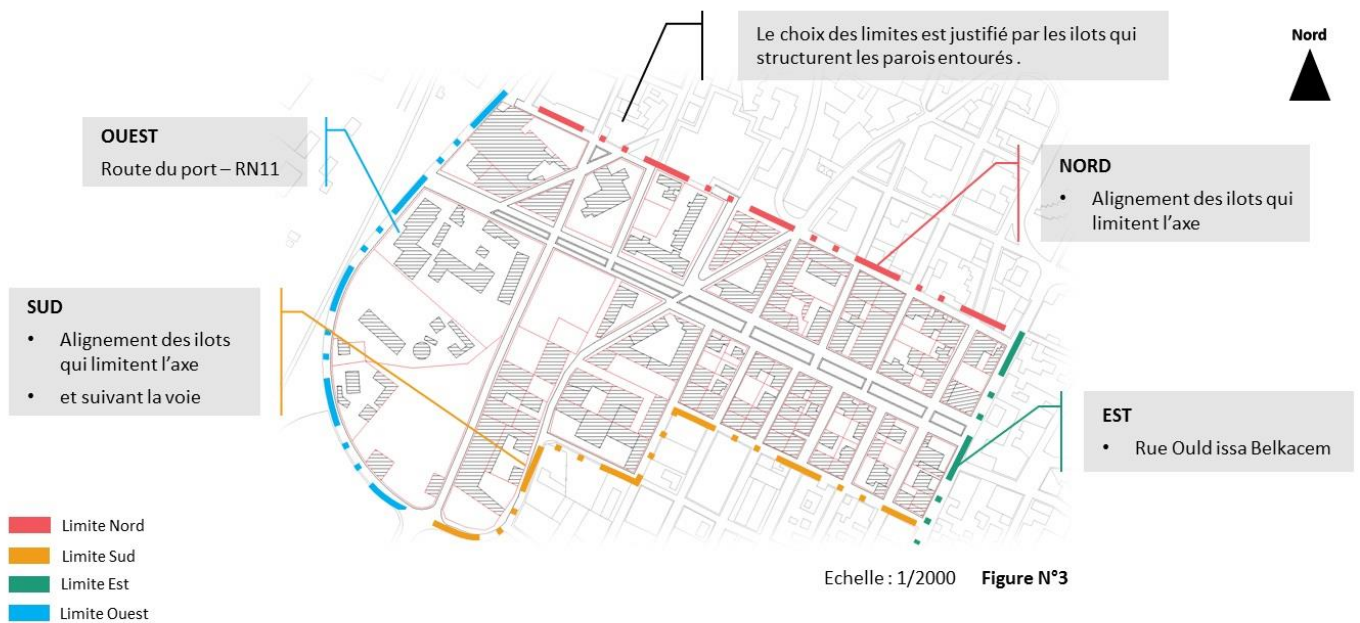 Le choix des limites est justifié par les ilots qui
structurent les parois entourés .
Nord
OUEST
Route du port – RN11
NORD
• Alignement des ilots qui
limitent l’axe
SUD
• Alignement des ilots
qui limitent l’axe
• et suivant la voie
EST
• Rue Ould issa Belkacem
Limite Nord
Limite Sud
Limite Est
Limite Ouest
Echelle : 1/2000 Figure N°3